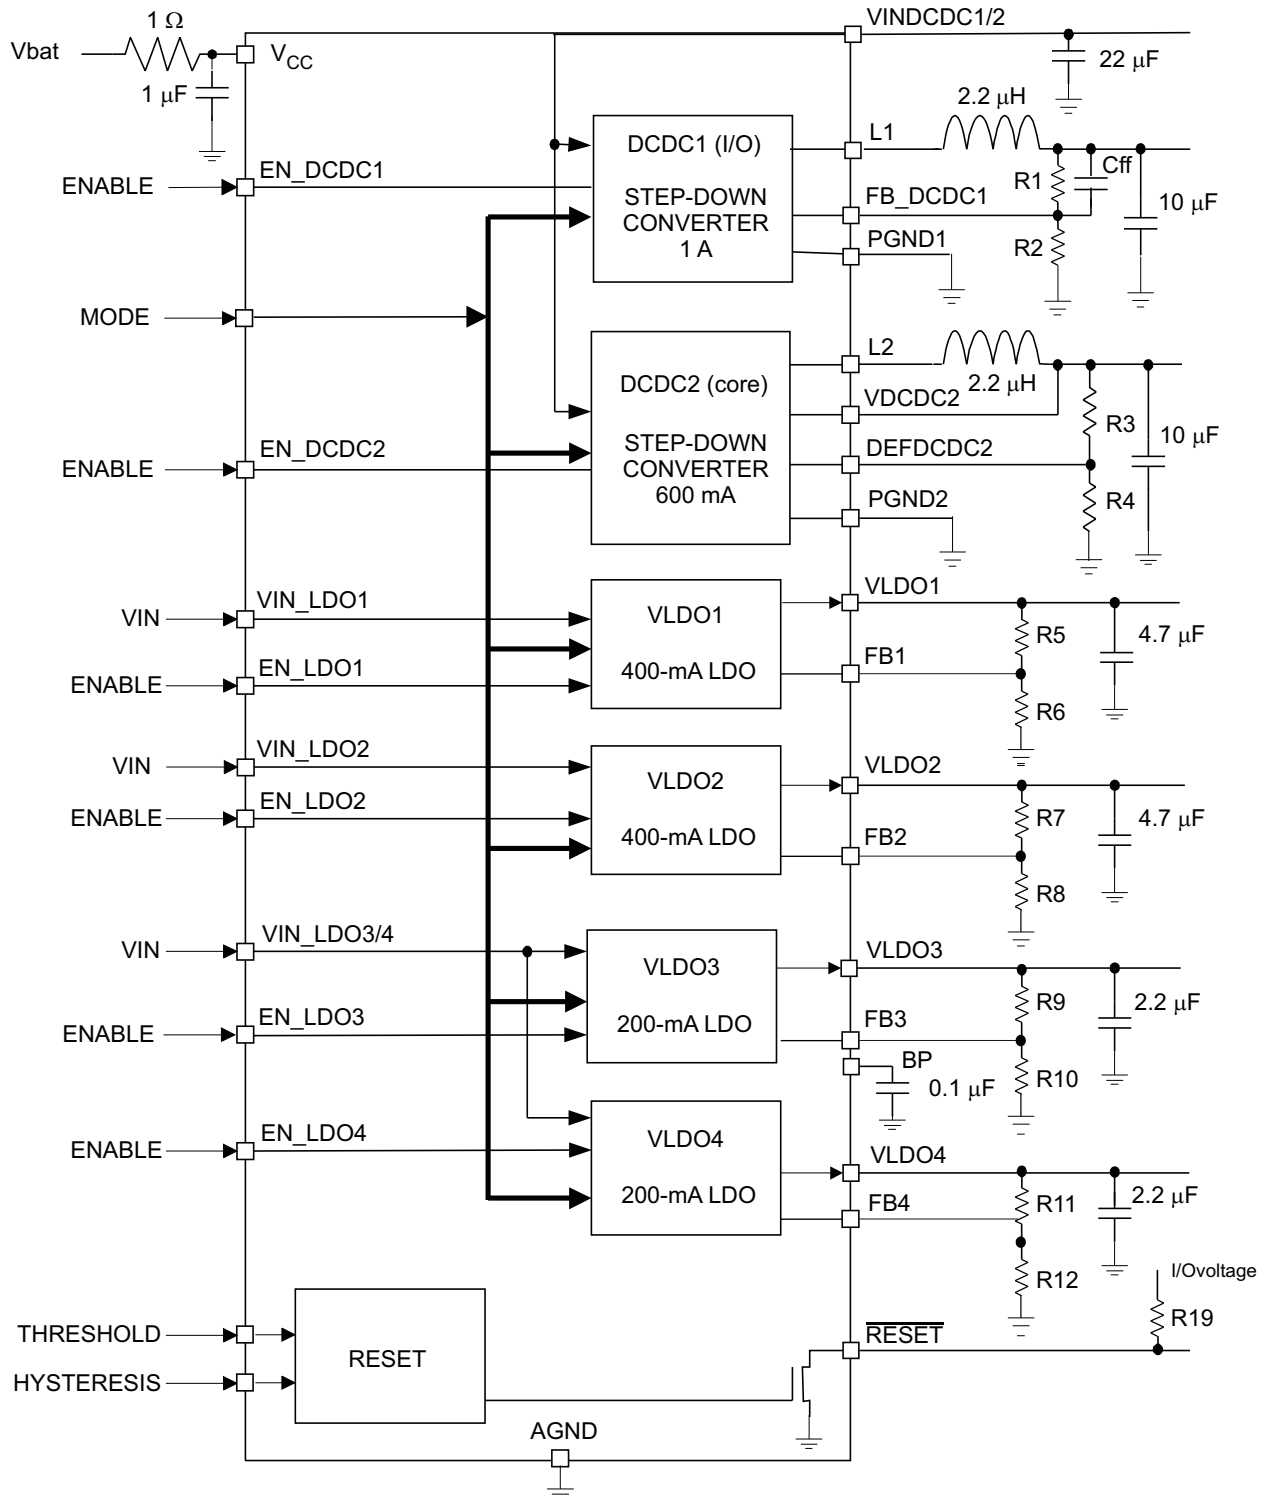 1 Ω
Vbat
VCC
1 μF
VINDCDC1/2
22 μF
2.2 μH
DCDC1 (I/O)
STEP-DOWN
CONVERTER
1 A
L1
Cff
R1
10 μF
ENABLE
EN_DCDC1
FB_DCDC1
R2
PGND1
MODE
L2
2.2 μH
DCDC2 (core)
STEP-DOWN
CONVERTER
600 mA
VDCDC2
R3
10 μF
ENABLE
EN_DCDC2
DEFDCDC2
R4
PGND2
VIN
VIN_LDO1
VLDO1
400-mA LDO
VLDO1
R5
4.7 μF
ENABLE
EN_LDO1
FB1
R6
VIN
VIN_LDO2
VLDO2
400-mA LDO
VLDO2
R7
4.7 μF
ENABLE
EN_LDO2
FB2
R8
VIN
VIN_LDO3/4
VLDO3
200-mA LDO
VLDO3
R9
2.2 μF
ENABLE
EN_LDO3
FB3
BP
0.1 μF
R10
ENABLE
EN_LDO4
VLDO4
200-mA LDO
VLDO4
FB4
R11
2.2 μF
R12
I/Ovoltage
R19
THRESHOLD
HYSTERESIS
RESET
RESET
AGND